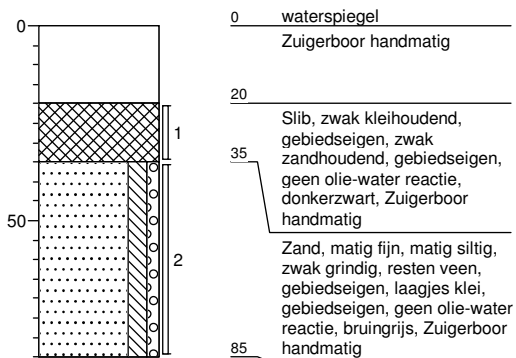 0
50
1
2
0 waterspiegel
Zuigerboor handmatig
20
Slib, zwak kleihoudend,
gebiedseigen, zwak
zandhoudend, gebiedseigen,
geen olie-water reactie,
donkerzwart, Zuigerboor
handmatig
35
Zand, matig fijn, matig siltig,
zwak grindig, resten veen,
gebiedseigen, laagjes klei,
gebiedseigen, geen olie-water
reactie, bruingrijs, Zuigerboor
handmatig
85